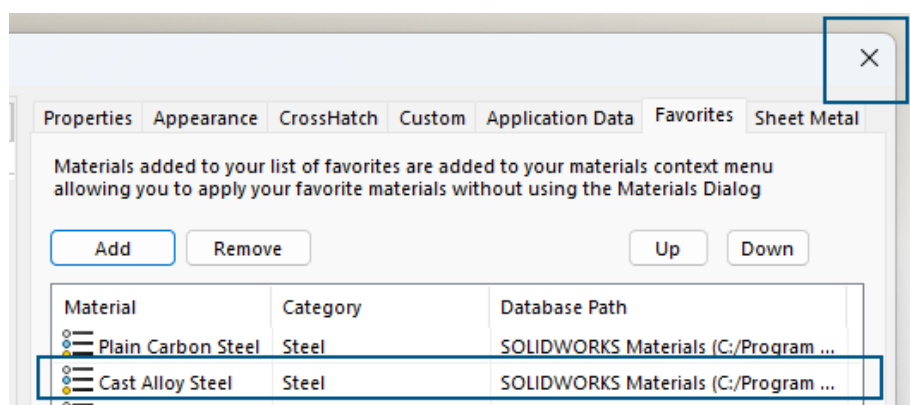 Properties Appearance CrossHatch Custom Application Data Favorites Sheet Metal
Materials added to your list of favorites are added to your materials context menu
allowing you to apply your favorite materials without using the Materials Dialog
Add Remove Up Down
Material Category Database Path
Plain Carbon Steel Steel SOLIDWORKS Materials (C:/Program ...
Cast Alloy Steel Steel SOLIDWORKS Materials (C:/Program ...